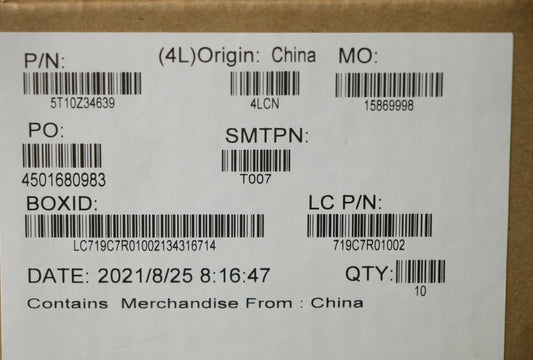 P/N: (4L)Origin: China MO:
5T10Z34639 4LCN 15869998
PO: SMTPN:
4501680983 T007
BOXID: LC P/N:
LC719C7R01002134316714 719C7R01002
DATE: 2021/8/25 8:16:47 QTY:
10
Contains Merchandise From : China